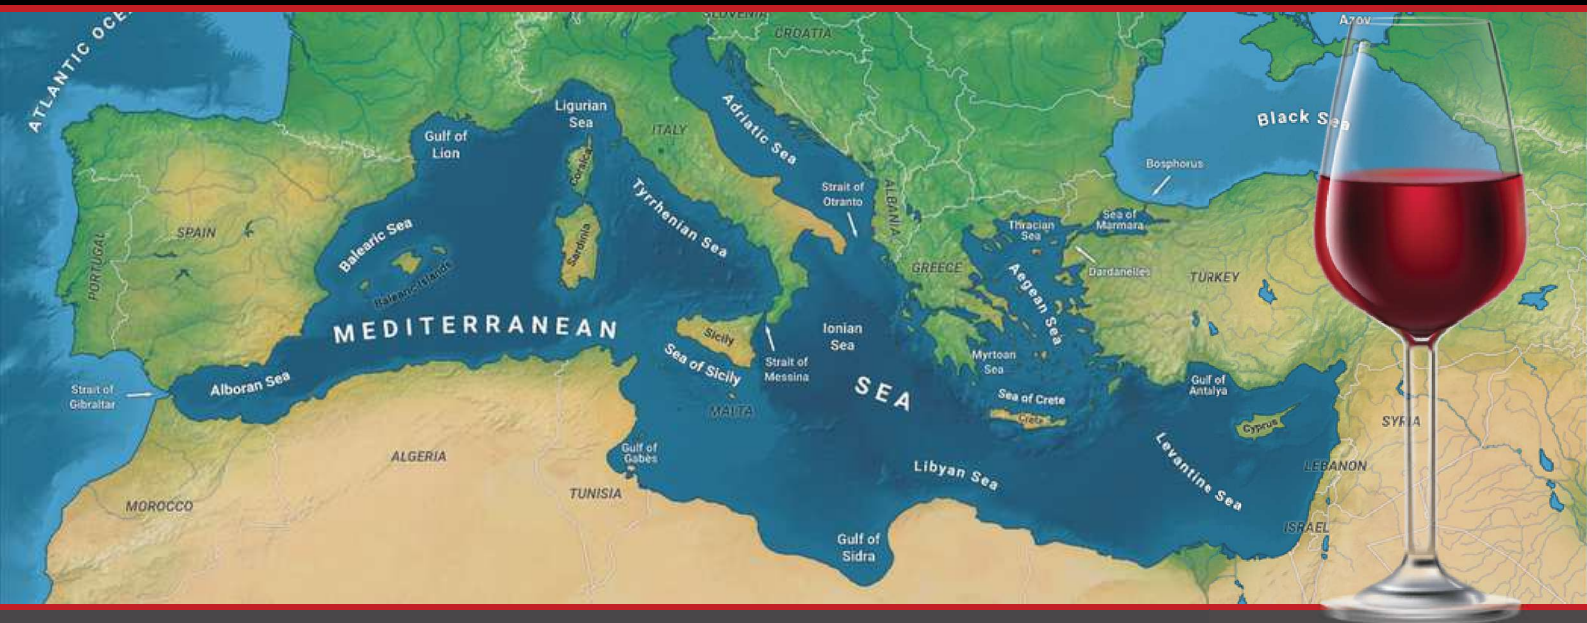 ATLANTIC OCE
SLOVENIA
CROATIA
Azov
Ligurian
Sea
Gulf of
Lion
ITALY
Adriatic Sea
Black Sea
Corsica
Bosphorus
Strait of
Otranto
ALBANIA
Tyrrhenian Sea
Balearic Sea
SPAIN
PORTUGAL
Sardinia
Balearic Islands
Thracian
Sea
Sea of
Marmara
Dardanelles
GREECE
Aegean Sea
TURKEY
MEDITERRANEAN
Sicily
Ionian
Sea
Sea of Sicily
Strait of
Messina
Myrtoan
Sea
SEA
Strait of
Gibraltar
Alboran Sea
Gulf of
Antalya
Sea of Crete
Crete
MALTA
Cyprus
SYRIA
Gulf of
Gabès
ALGERIA
Levantine Sea
LEBANON
Libyan Sea
TUNISIA
MOROCCO
ISRAEL
Gulf of
Sidra